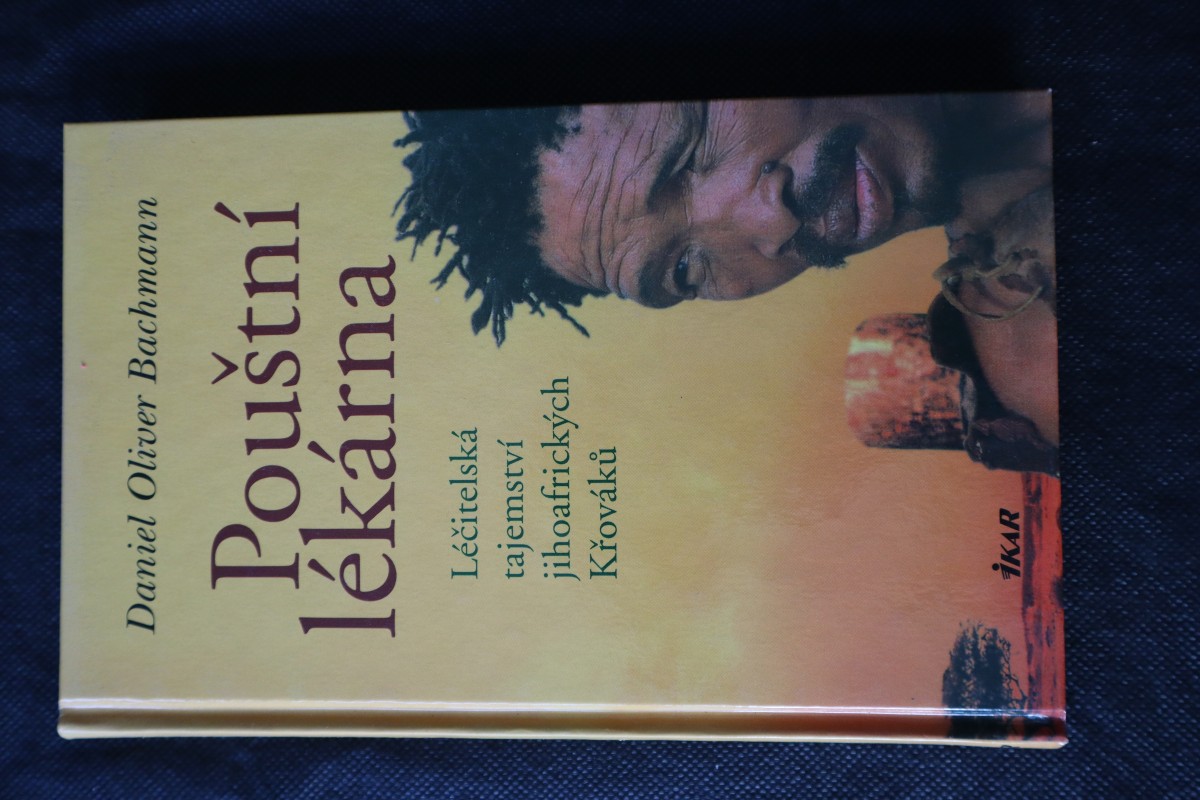 Daniel Oliver Bachmann
Pouštní
lékárna
Léčitelská
tajemství
jihoafrických
Křováků
iKAR